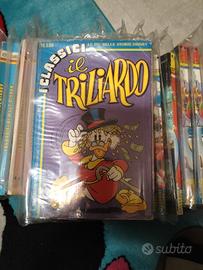 I CLASSICI
il
TRILIARDO
subito